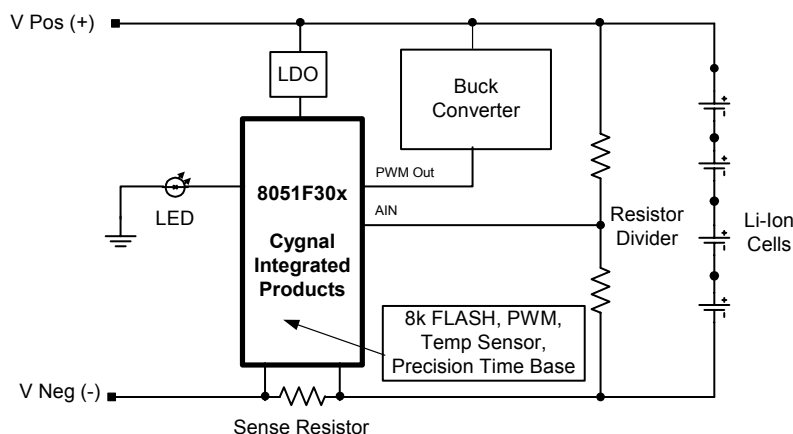 V Pos (+)
LDO
Buck
Converter
PWM Out
8051F30x
AIN
LED
Cygnal
Integrated
Products
Resistor
Divider
Li-Ion
Cells
8k FLASH, PWM,
Temp Sensor,
Precision Time Base
V Neg (-)
Sense Resistor